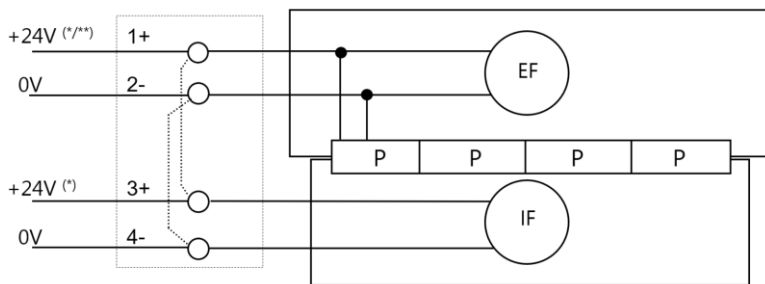 +24V (*/**) 1+
0V 2-
EF
P P P P
+24V (*) 3+
IF
0V 4-